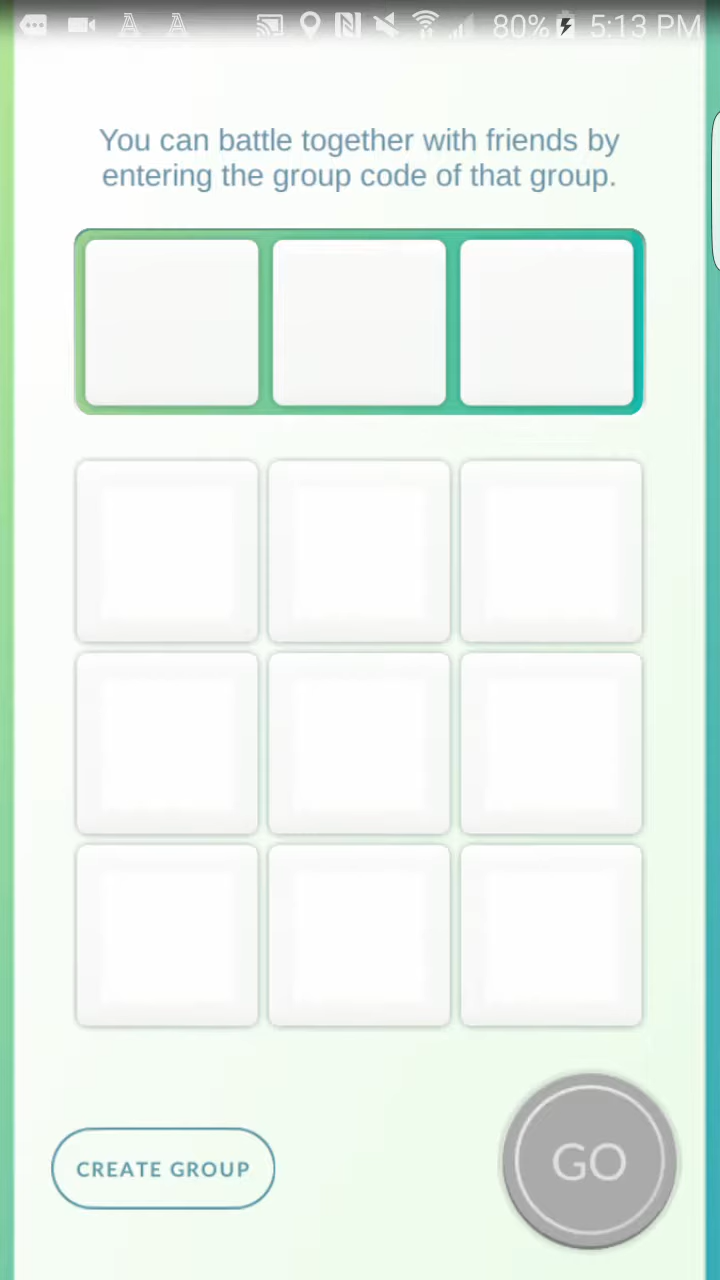 80% 5:13 PM
You can battle together with friends by
entering the group code of that group.
CREATE GROUP
GO